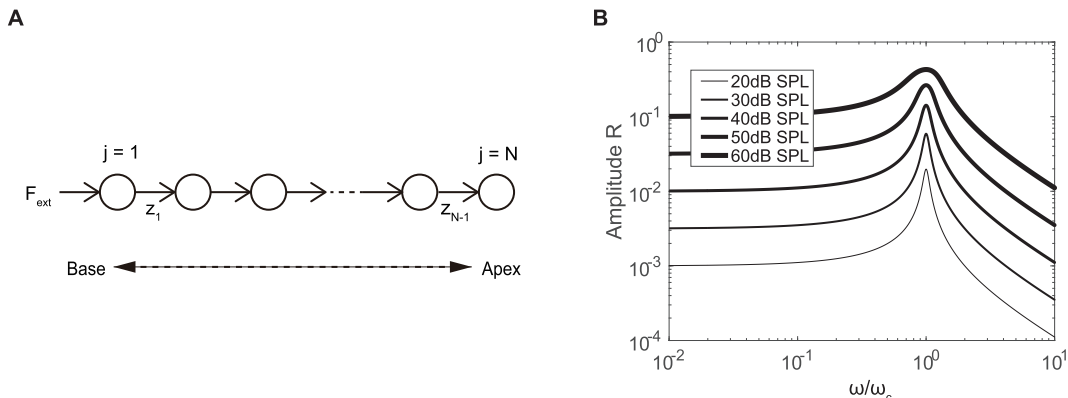 A
j = 1
j = N
F_ext
z_1
z_N-1
Base
Apex
B
Amplitude R
10^0
10^-1
10^-2
10^-3
10^-4
20dB SPL
30dB SPL
40dB SPL
50dB SPL
60dB SPL
10^-2
10^-1
10^0
10^1
ω/ω_c